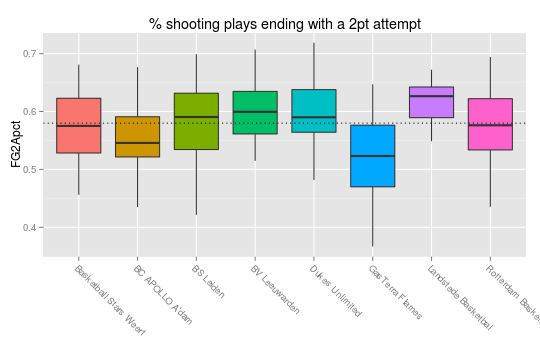 % shooting plays ending with a 2pt attempt
FG2Apct
0.7
0.6
0.5
0.4
Basketball Stars Weert
BC APOLLO A'dam
BS Leiden
BV Leeuwarden
Dukes Unlimited
GasTerra Flames
Landstede Basketbal
Rotterdam Baske